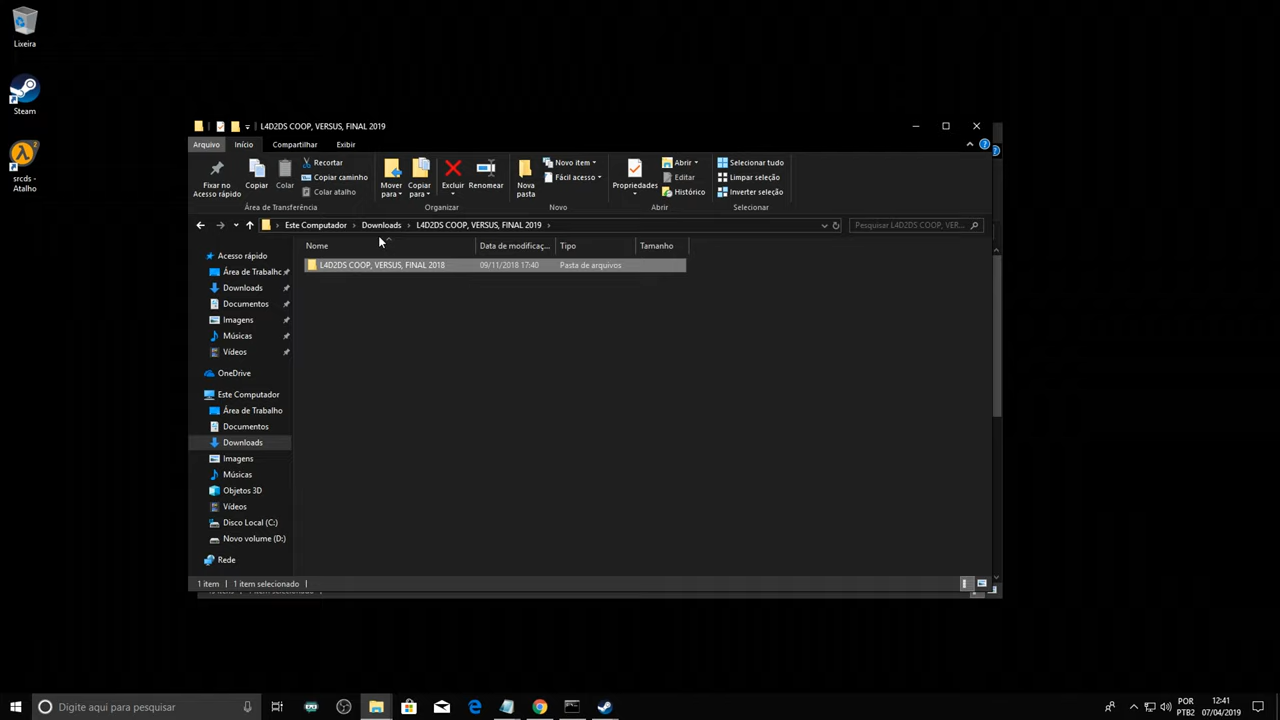 Lixeira
Steam
srcds -
Atalho
L4D2DS COOP, VERSUS, FINAL 2019
Arquivo
Início
Compartilhar
Exibir
Fixar no
Acesso rápido
Copiar
Colar
Recortar
Copiar caminho
Colar atalho
Área de Transferência
Mover
para
Copiar
para
Excluir
Renomear
Organizar
Nova
pasta
Novo item
Fácil acesso
Novo
Propriedades
Abrir
Editar
Histórico
Abrir
Selecionar tudo
Limpar seleção
Inverter seleção
Selecionar
Este Computador
Downloads
L4D2DS COOP, VERSUS, FINAL 2019
Pesquisar L4D2DS COOP, VER...
Nome
Data de modificaç...
Tipo
Tamanho
L4D2DS COOP, VERSUS, FINAL 2018
09/11/2018 17:40
Pasta de arquivos
Acesso rápido
Área de Trabalho
Downloads
Documentos
Imagens
Músicas
Vídeos
OneDrive
Este Computador
Área de Trabalho
Documentos
Downloads
Imagens
Músicas
Objetos 3D
Vídeos
Disco Local (C:)
Novo volume (D:)
Rede
1 item
1 item selecionado
Digite aqui para pesquisar
POR
PTB2
12:41
07/04/2019